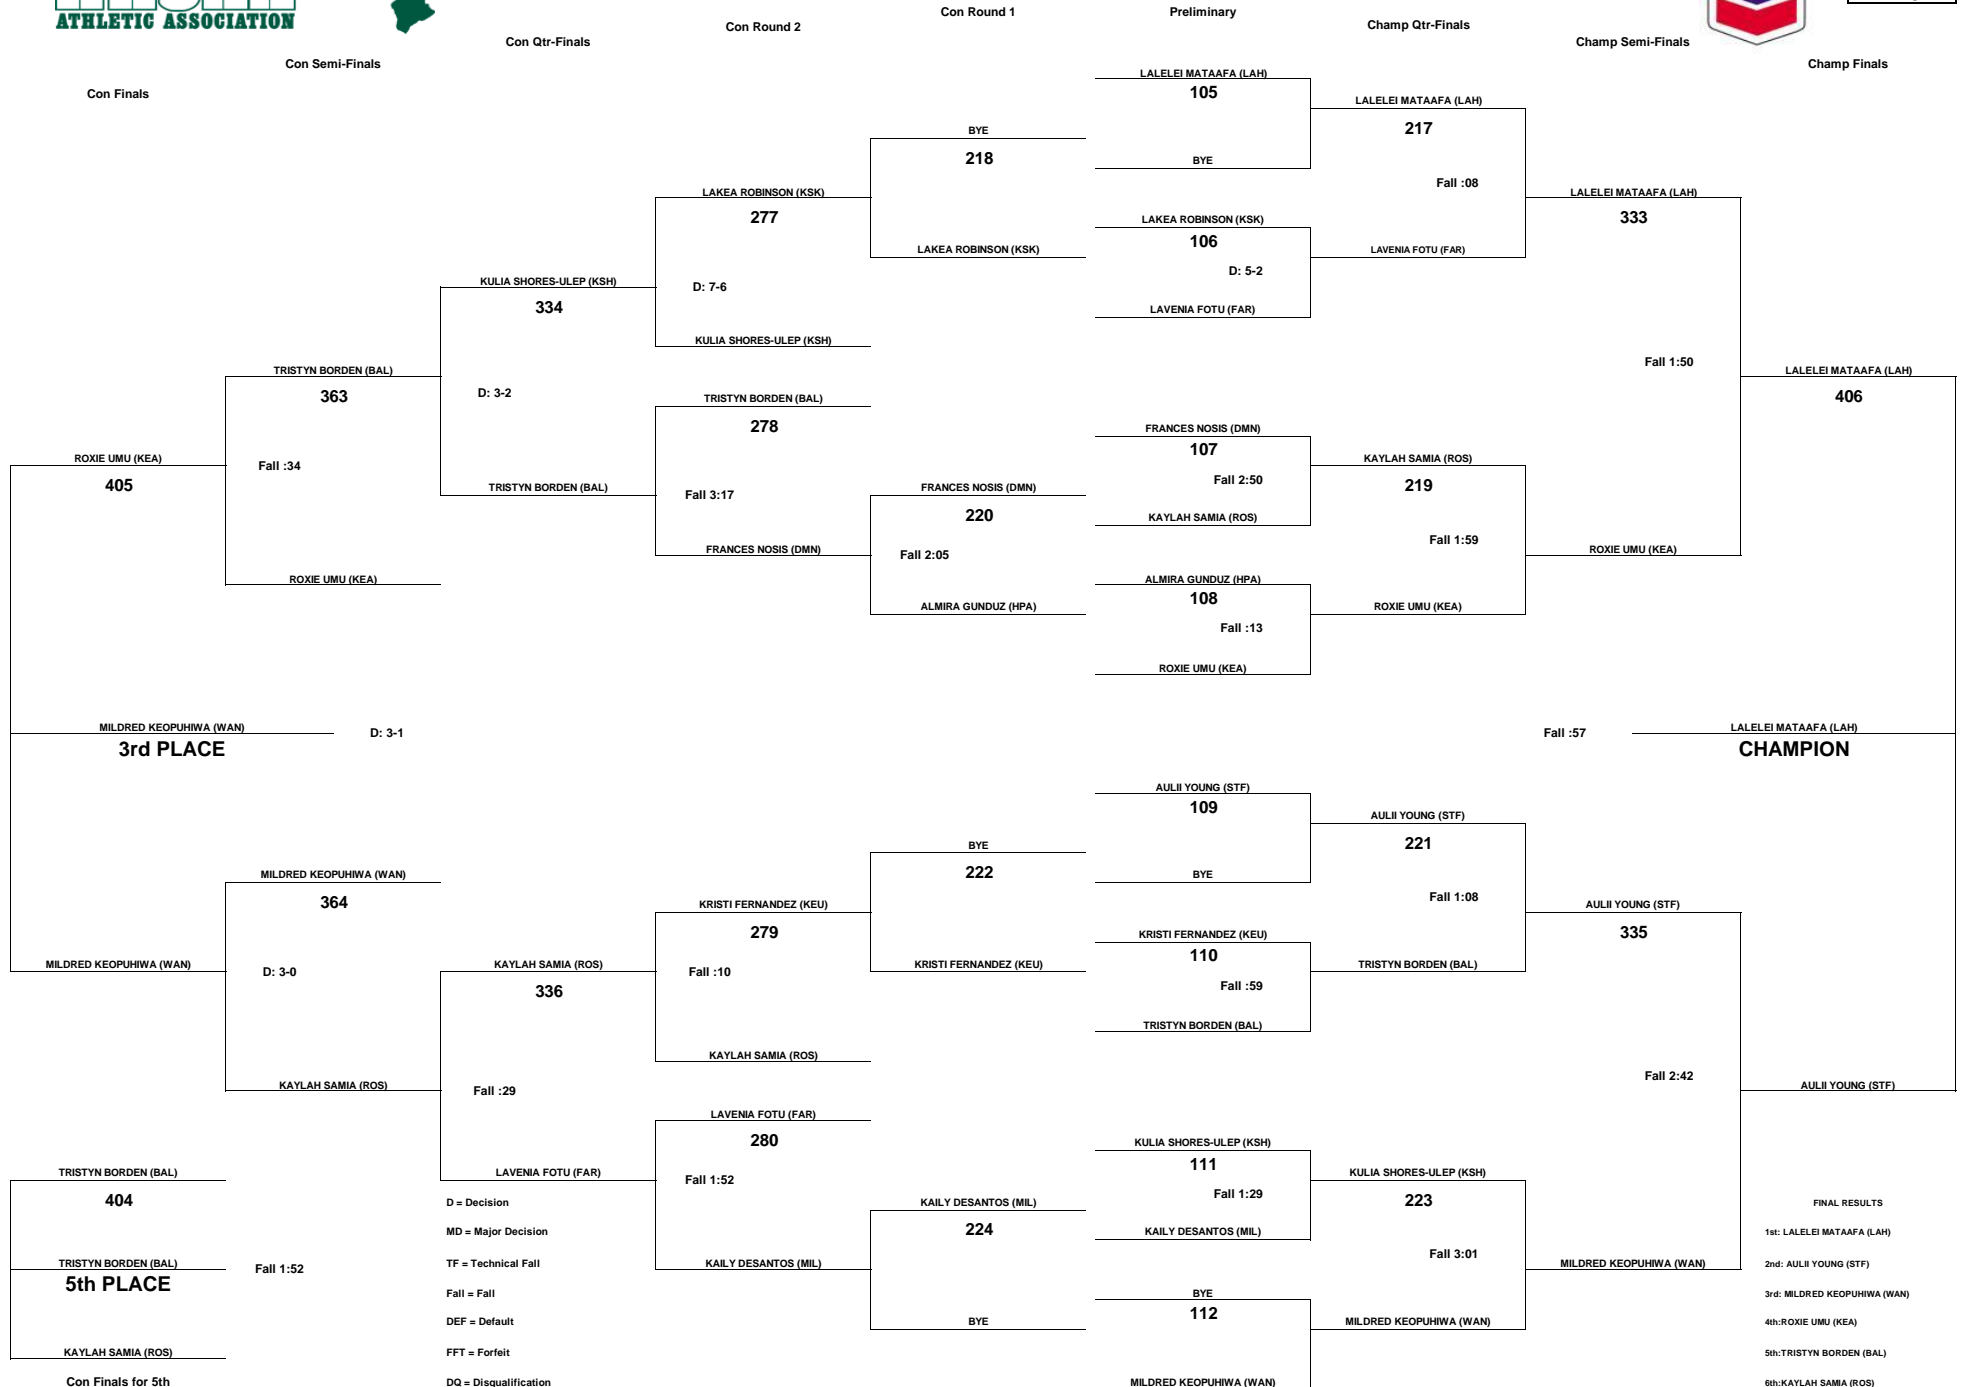 ATHLETIC ASSOCIATION
Con Finals
Con Semi-Finals
Con Qtr-Finals
Con Round 2
Con Round 1
Preliminary
Champ Qtr-Finals
Champ Semi-Finals
Champ Finals
LALELEI MATAAFA (LAH)
105
BYE
LAKEA ROBINSON (KSK)
106
D: 5-2
LAVENIA FOTU (FAR)
FRANCES NOSIS (DMN)
107
Fall 2:50
KAYLAH SAMIA (ROS)
ALMIRA GUNDUZ (HPA)
108
Fall :13
ROXIE UMU (KEA)
AULII YOUNG (STF)
109
BYE
KRISTI FERNANDEZ (KEU)
110
Fall :59
TRISTYN BORDEN (BAL)
KULIA SHORES-ULEP (KSH)
111
Fall 1:29
KAILY DESANTOS (MIL)
BYE
112
MILDRED KEOPUHIWA (WAN)
LALELEI MATAAFA (LAH)
217
Fall :08
LAVENIA FOTU (FAR)
KAYLAH SAMIA (ROS)
219
Fall 1:59
ROXIE UMU (KEA)
AULII YOUNG (STF)
221
Fall 1:08
TRISTYN BORDEN (BAL)
KULIA SHORES-ULEP (KSH)
223
Fall 3:01
MILDRED KEOPUHIWA (WAN)
LALELEI MATAAFA (LAH)
333
Fall 1:50
ROXIE UMU (KEA)
AULII YOUNG (STF)
335
Fall 2:42
MILDRED KEOPUHIWA (WAN)
LALELEI MATAAFA (LAH)
406
Fall :57
LALELEI MATAAFA (LAH)
CHAMPION
AULII YOUNG (STF)
BYE
218
LAKEA ROBINSON (KSK)
FRANCES NOSIS (DMN)
220
Fall 2:05
ALMIRA GUNDUZ (HPA)
BYE
222
KRISTI FERNANDEZ (KEU)
KAILY DESANTOS (MIL)
224
BYE
LAKEA ROBINSON (KSK)
277
D: 7-6
KULIA SHORES-ULEP (KSH)
TRISTYN BORDEN (BAL)
278
Fall 3:17
FRANCES NOSIS (DMN)
KRISTI FERNANDEZ (KEU)
279
Fall :10
KAYLAH SAMIA (ROS)
LAVENIA FOTU (FAR)
280
Fall 1:52
KAILY DESANTOS (MIL)
KULIA SHORES-ULEP (KSH)
334
D: 3-2
TRISTYN BORDEN (BAL)
KAYLAH SAMIA (ROS)
336
Fall :29
LAVENIA FOTU (FAR)
TRISTYN BORDEN (BAL)
363
Fall :34
ROXIE UMU (KEA)
MILDRED KEOPUHIWA (WAN)
364
D: 3-0
KAYLAH SAMIA (ROS)
ROXIE UMU (KEA)
405
MILDRED KEOPUHIWA (WAN)
3rd PLACE
D: 3-1
MILDRED KEOPUHIWA (WAN)
TRISTYN BORDEN (BAL)
404
TRISTYN BORDEN (BAL)
5th PLACE
Fall 1:52
KAYLAH SAMIA (ROS)
Con Finals for 5th
D = Decision
MD = Major Decision
TF = Technical Fall
Fall = Fall
DEF = Default
FFT = Forfeit
DQ = Disqualification
FINAL RESULTS
1st: LALELEI MATAAFA (LAH)
2nd: AULII YOUNG (STF)
3rd: MILDRED KEOPUHIWA (WAN)
4th:ROXIE UMU (KEA)
5th:TRISTYN BORDEN (BAL)
6th:KAYLAH SAMIA (ROS)